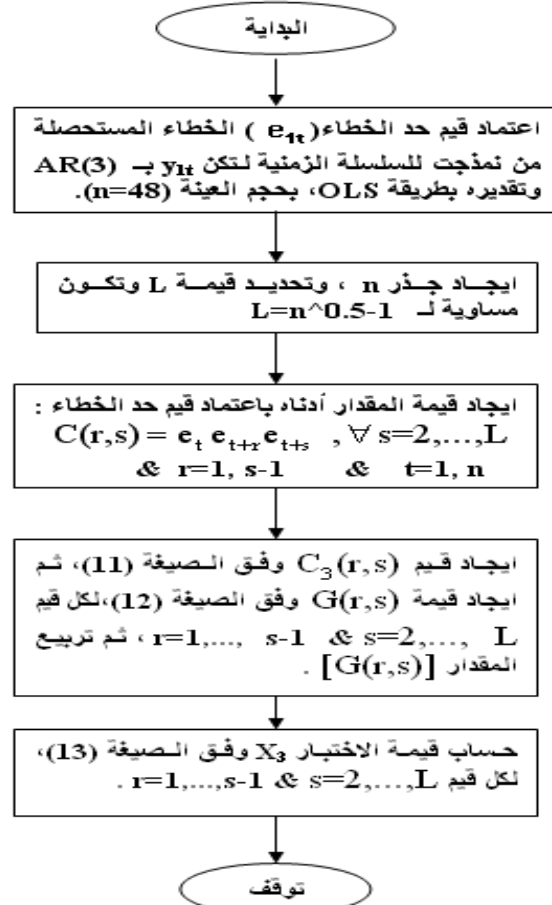 البداية
اعتماد قيم حد الخطاء( e₁ₜ ) الخطاء المستحصلة
من نمذجت للسلسلة الزمنية لتكن y₁ₜ بـ AR(3)
وتقديره بطريقة OLS، بحجم العينة (n=48).
ايجاد جذر n ، وتحديد قيمة L وتكون
مساوية لـ L=n^0.5-1
ايجاد قيمة المقدار أدناه باعتماد قيم حد الخطاء :
C(r,s) = eₜ eₜ₊ᵣ eₜ₊ₛ , ∀ s=2,...,L
& r=1, s-1 & t=1, n
ايجاد قيم C₃(r,s) وفق الصيغة (11)، ثم
ايجاد قيمة G(r,s) وفق الصيغة (12)،لكل قيم
r=1,..., s-1 & s=2,..., L ، ثم تربيع
المقدار [G(r,s)] .
حساب قيمة الاختبار X₃ وفق الصيغة (13)،
لكل قيم r=1,...,s-1 & s=2,...,L .
توقف